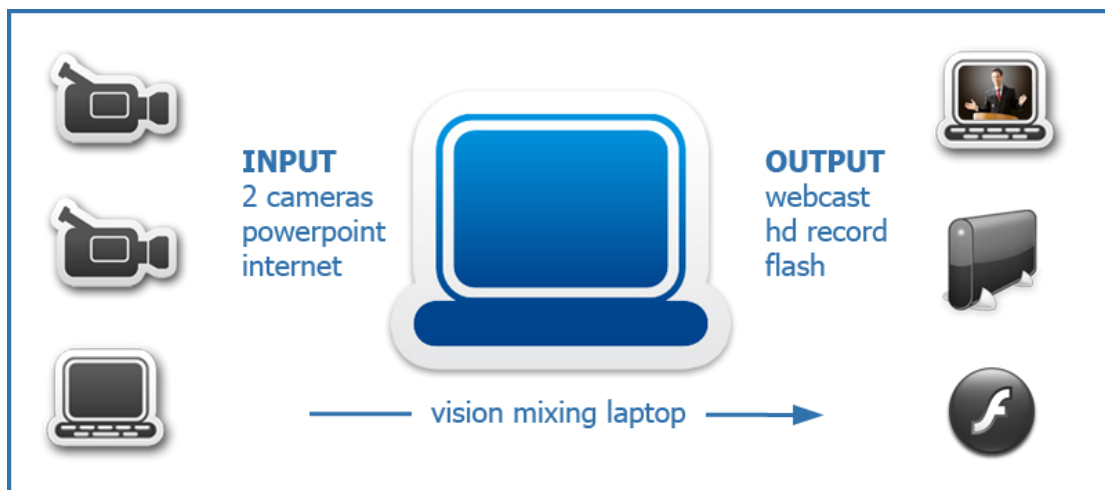 INPUT
2 cameras
powerpoint
internet
OUTPUT
webcast
hd record
flash
vision mixing laptop